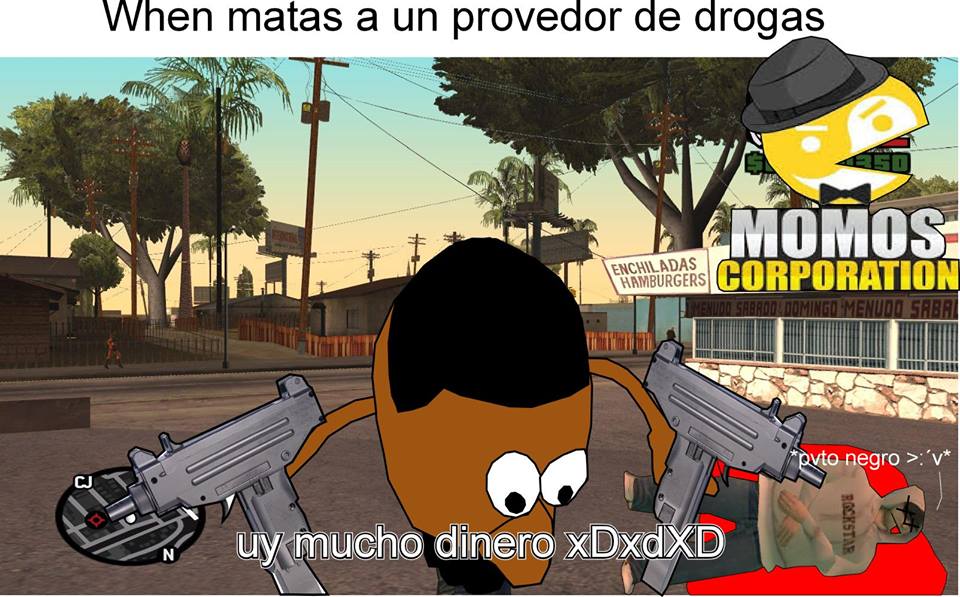 When matas a un provedor de drogas
350
MOMOS
CORPORATION
ENCHILADAS
HAMBURGERS
MENUDO SABADO DOMINGO MENUDO SABA
*pvto negro >:´v*
CJ
ROCKSTAR
N
uy mucho dinero xDxdXD